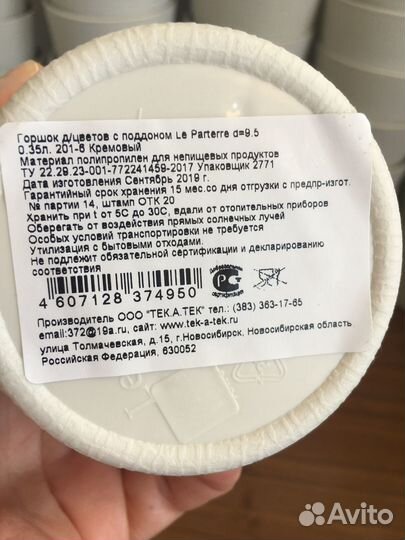 Горшок д/цветов с поддоном Le Parterre d=9.5
0.35л. 201-6 Кремовый
Материал полипропилен для непищевых продуктов
ТУ 22.29.23-001-772241459-2017 Упаковщик 2771
Дата изготовления Сентябрь 2019 г.
Гарантийный срок хранения 15 мес.со дня отгрузки с предпр-изгот.
№ партии 14, штамп ОТК 20
Хранить при t от 5С до 30С, вдали от отопительных приборов
Оберегать от воздействия прямых солнечных лучей
Особых условий транспортировки не требуется
Утилизация с бытовыми отходами.
Не подлежит обязательной сертификации и декларированию
соответствия
4 607128 374950
Производитель ООО "ТЕК.А.ТЕК" тел.: (383) 363-17-65
email:372@19a.ru, сайт: www.tek-a-tek.ru
улица Толмачевская, д.15, г.Новосибирск, Новосибирская область
Российская Федерация, 630052
Avito